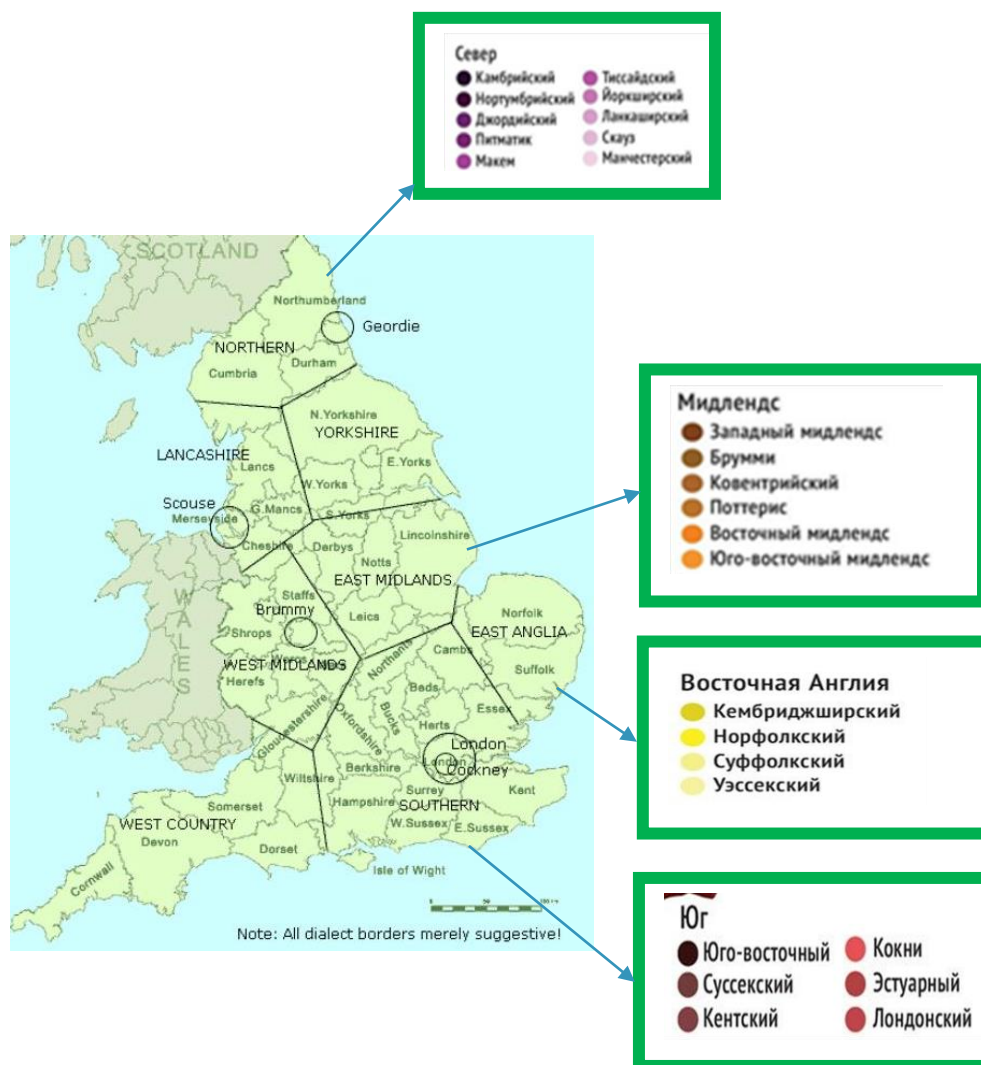 Север
Камбрийский
Нортумбрийский
Джордийский
Питматик
Макем
Тиссайдский
Йоркширский
Ланкаширский
Скауз
Манчестерский
SCOTLAND
Northumberland
Geordie
NORTHERN
Durham
Cumbria
N.Yorkshire
YORKSHIRE
LANCASHIRE
Lancs
E.Yorks
W.Yorks
Scouse
G.Mancs
S.Yorks
Merseyside
Lincolnshire
Cheshire
Derbys
Notts
EAST MIDLANDS
WALES
Staffs
Brummy
Leics
Norfolk
Shrops
EAST ANGLIA
WEST MIDLANDS
Northants
Cambs
Suffolk
Herefs
Beds
Gloucestershire
Oxfordshire
Bucks
Essex
Herts
London
London
Cockney
Wiltshire
Berkshire
Surrey
Kent
Somerset
Hampshire
SOUTHERN
WEST COUNTRY
W.Sussex
E.Sussex
Devon
Dorset
Cornwall
Isle of Wight
Note: All dialect borders merely suggestive!
Мидлендс
Западный мидлендс
Брумми
Ковентрийский
Поттерис
Восточный мидлендс
Юго-восточный мидлендс
Восточная Англия
Кембриджширский
Норфолкский
Суффолкский
Уэссекский
Юг
Юго-восточный
Суссекский
Кентский
Кокни
Эстуарный
Лондонский